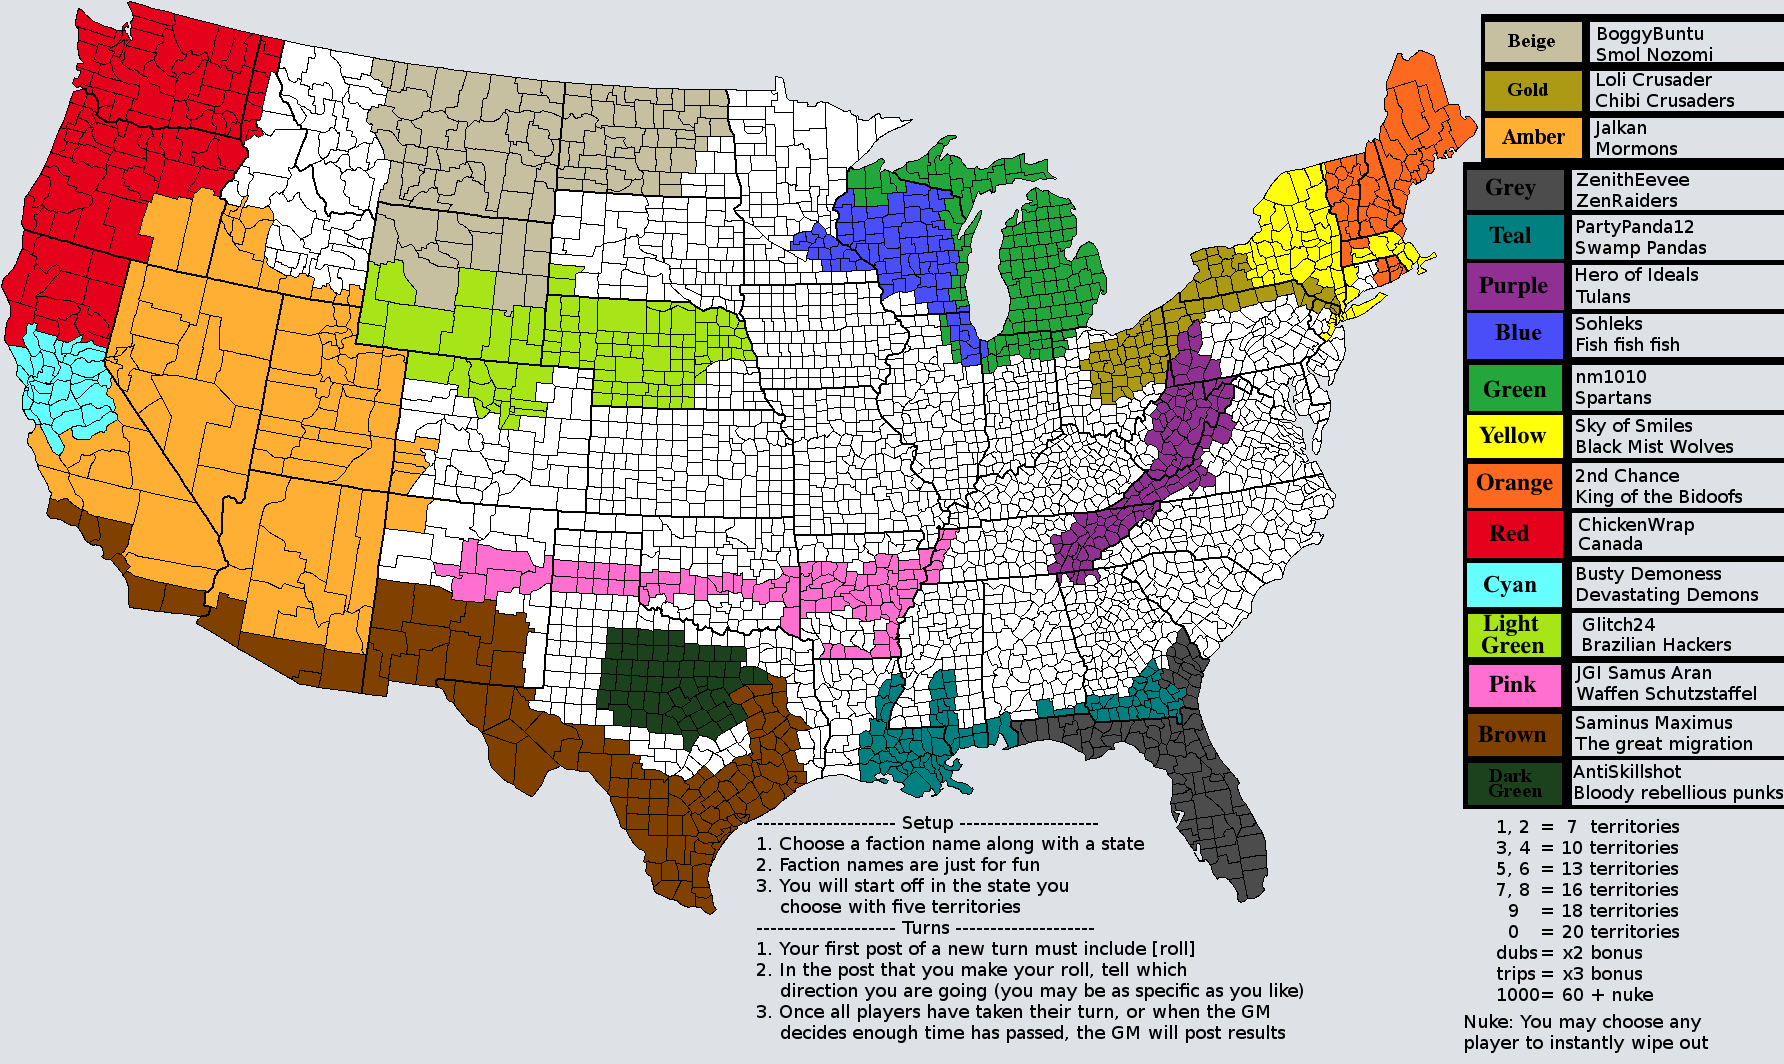 Beige
BoggyBuntu
Smol Nozomi
Gold
Loli Crusader
Chibi Crusaders
Amber
Jalkan
Mormons
Grey
ZenithEevee
ZenRaiders
Teal
PartyPanda12
Swamp Pandas
Purple
Hero of Ideals
Tulans
Blue
Sohleks
Fish fish fish
Green
nm1010
Spartans
Yellow
Sky of Smiles
Black Mist Wolves
Orange
2nd Chance
King of the Bidoofs
Red
ChickenWrap
Canada
Cyan
Busty Demoness
Devastating Demons
Light
Green
Glitch24
Brazilian Hackers
Pink
JGI Samus Aran
Waffen Schutzstaffel
Brown
Saminus Maximus
The great migration
Dark
Green
AntiSkillshot
Bloody rebellious punks
-------------------- Setup --------------------
1. Choose a faction name along with a state
2. Faction names are just for fun
3. You will start off in the state you
choose with five territories
-------------------- Turns --------------------
1. Your first post of a new turn must include [roll]
2. In the post that you make your roll, tell which
direction you are going (you may be as specific as you like)
3. Once all players have taken their turn, or when the GM
decides enough time has passed, the GM will post results
1, 2 = 7 territories
3, 4 = 10 territories
5, 6 = 13 territories
7, 8 = 16 territories
9 = 18 territories
0 = 20 territories
dubs= x2 bonus
trips = x3 bonus
1000= 60 + nuke
Nuke: You may choose any
player to instantly wipe out